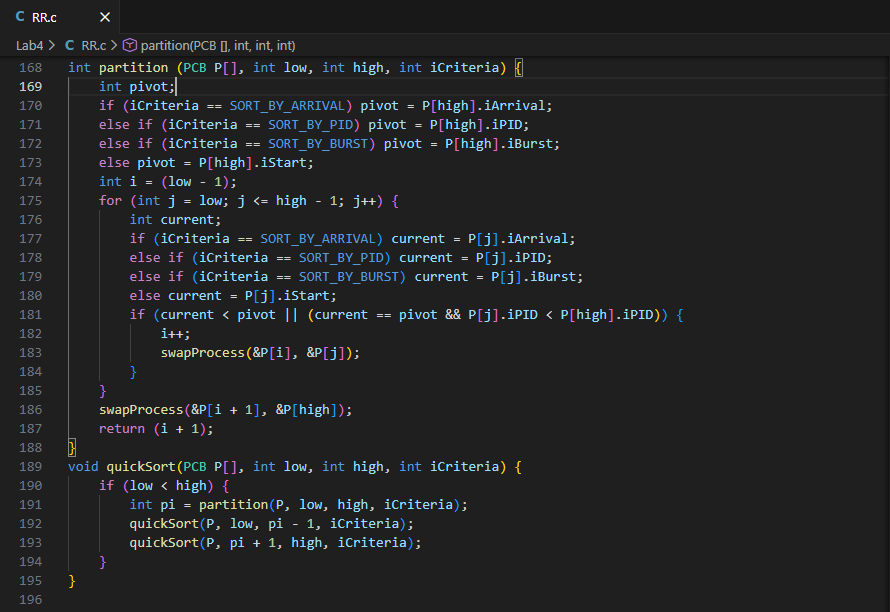 C RR.c ×
Lab4 > C RR.c > partition(PCB [], int, int, int)
168 int partition (PCB P[], int low, int high, int iCriteria) {
169     int pivot;
170     if (iCriteria == SORT_BY_ARRIVAL) pivot = P[high].iArrival;
171     else if (iCriteria == SORT_BY_PID) pivot = P[high].iPID;
172     else if (iCriteria == SORT_BY_BURST) pivot = P[high].iBurst;
173     else pivot = P[high].iStart;
174     int i = (low - 1);
175     for (int j = low; j <= high - 1; j++) {
176         int current;
177         if (iCriteria == SORT_BY_ARRIVAL) current = P[j].iArrival;
178         else if (iCriteria == SORT_BY_PID) current = P[j].iPID;
179         else if (iCriteria == SORT_BY_BURST) current = P[j].iBurst;
180         else current = P[j].iStart;
181         if (current < pivot || (current == pivot && P[j].iPID < P[high].iPID)) {
182             i++;
183             swapProcess(&P[i], &P[j]);
184         }
185     }
186     swapProcess(&P[i + 1], &P[high]);
187     return (i + 1);
188 }
189 void quickSort(PCB P[], int low, int high, int iCriteria) {
190     if (low < high) {
191         int pi = partition(P, low, high, iCriteria);
192         quickSort(P, low, pi - 1, iCriteria);
193         quickSort(P, pi + 1, high, iCriteria);
194     }
195 }
196